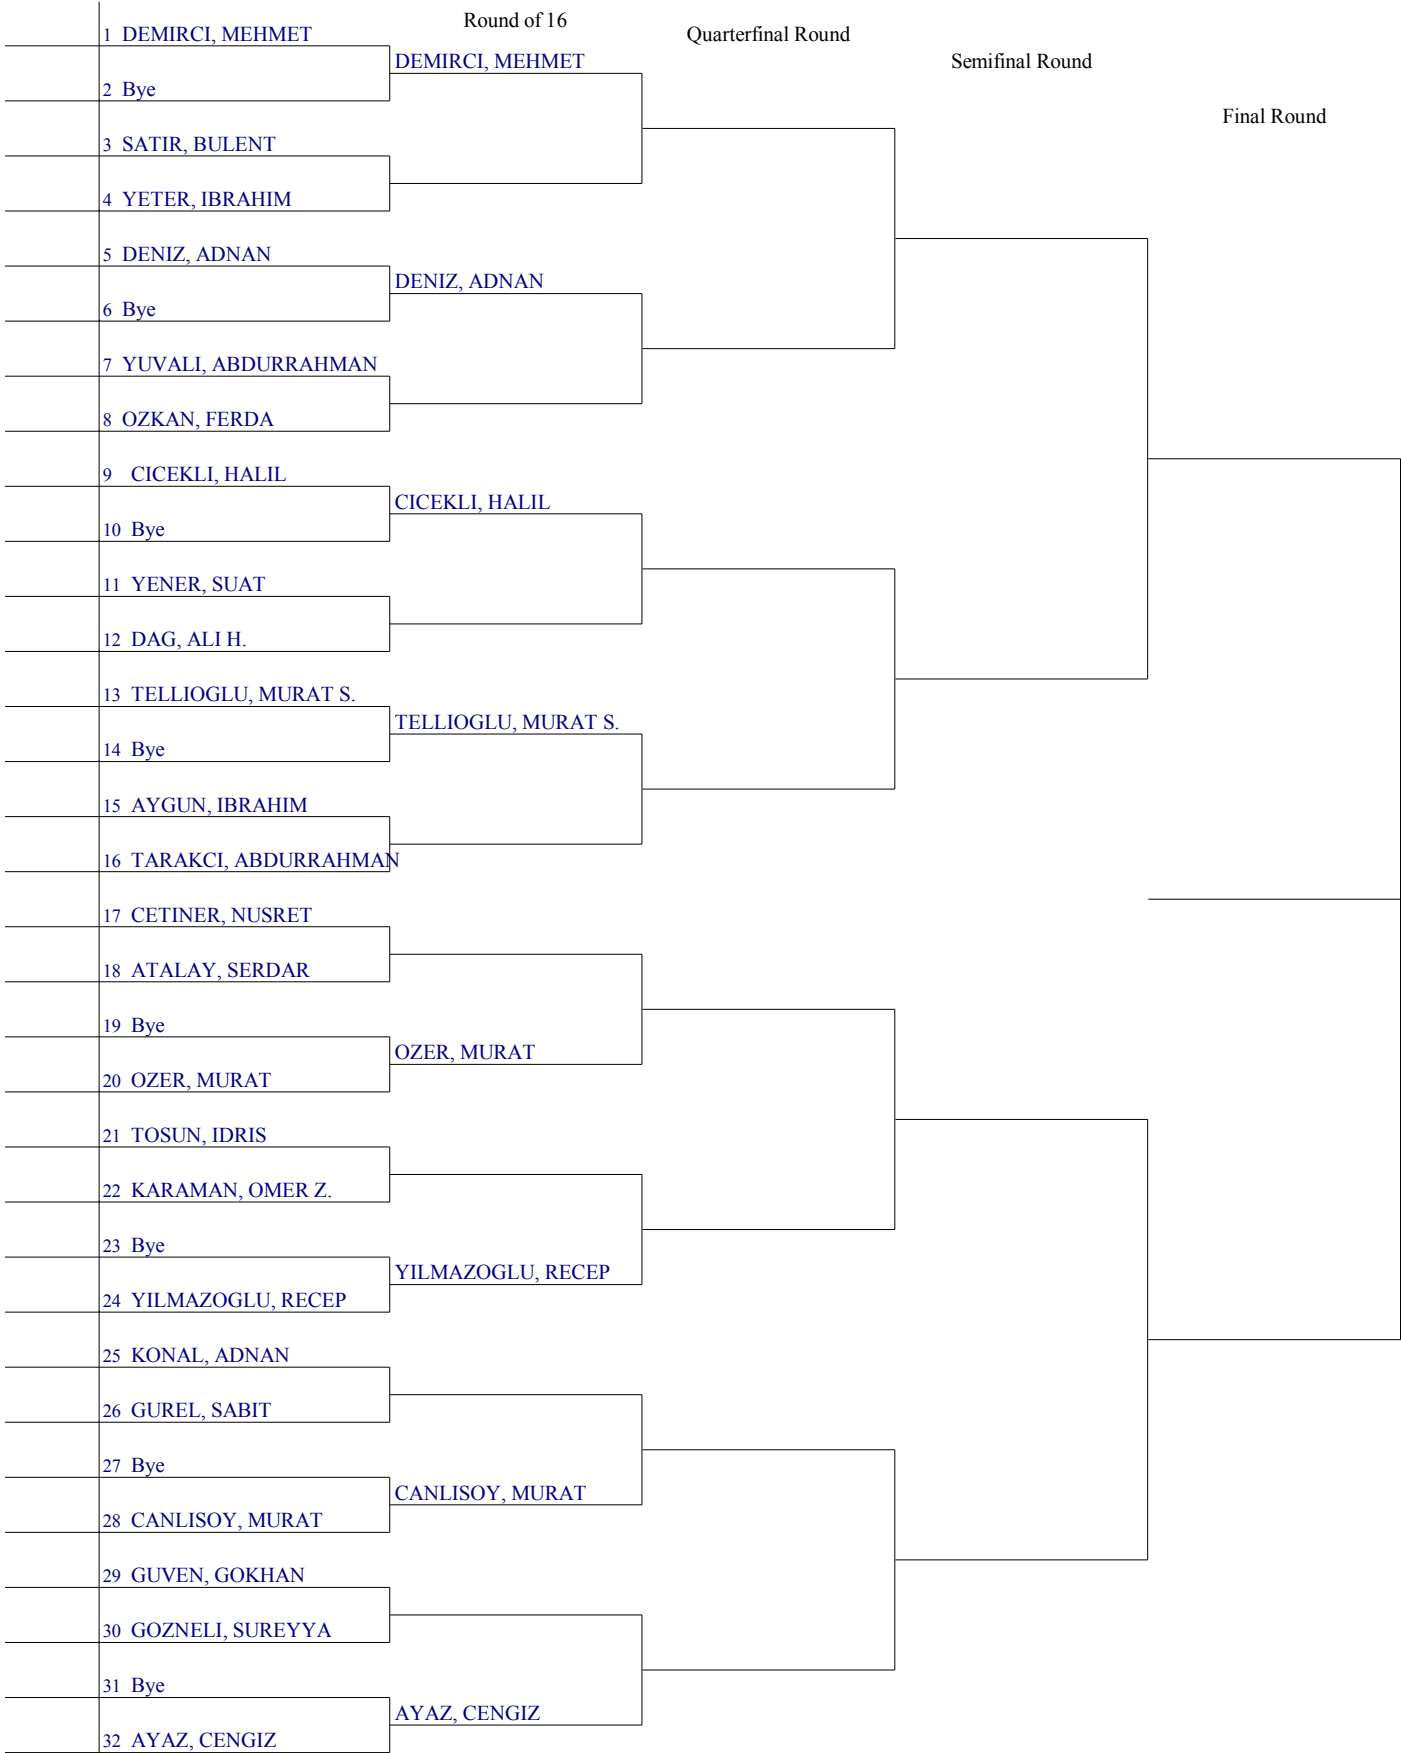 Round of 16
Quarterfinal Round
Semifinal Round
Final Round
1 DEMIRCI, MEHMET
DEMIRCI, MEHMET
2 Bye
3 SATIR, BULENT
4 YETER, IBRAHIM
5 DENIZ, ADNAN
DENIZ, ADNAN
6 Bye
7 YUVALI, ABDURRAHMAN
8 OZKAN, FERDA
9 CICEKLI, HALIL
CICEKLI, HALIL
10 Bye
11 YENER, SUAT
12 DAG, ALI H.
13 TELLIOGLU, MURAT S.
TELLIOGLU, MURAT S.
14 Bye
15 AYGUN, IBRAHIM
16 TARAKCI, ABDURRAHMAN
17 CETINER, NUSRET
18 ATALAY, SERDAR
19 Bye
OZER, MURAT
20 OZER, MURAT
21 TOSUN, IDRIS
22 KARAMAN, OMER Z.
23 Bye
YILMAZOGLU, RECEP
24 YILMAZOGLU, RECEP
25 KONAL, ADNAN
26 GUREL, SABIT
27 Bye
CANLISOY, MURAT
28 CANLISOY, MURAT
29 GUVEN, GOKHAN
30 GOZNELI, SUREYYA
31 Bye
AYAZ, CENGIZ
32 AYAZ, CENGIZ